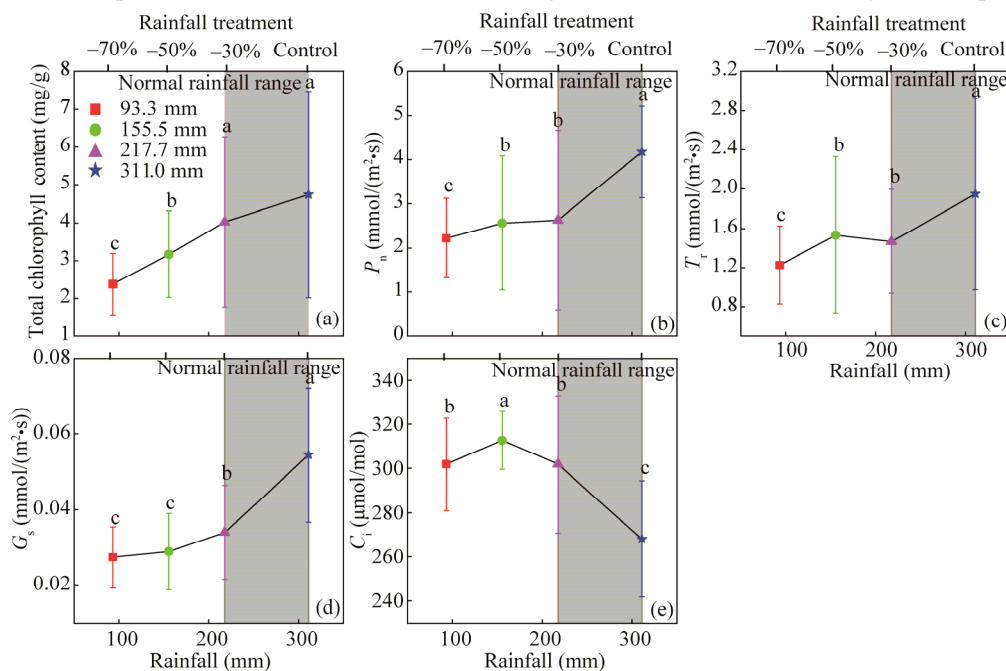 Rainfall treatment
–70% –50% –30% Control
Normal rainfall range
93.3 mm
155.5 mm
217.7 mm
311.0 mm
Total chlorophyll content (mg/g)
8
7
6
5
4
3
2
1
c
b
a
a
(a)
100 200 300
Rainfall treatment
–70% –50% –30% Control
Normal rainfall range
Pn (mmol/(m²•s))
6
4
2
0
c
b
b
a
(b)
Rainfall treatment
–70% –50% –30% Control
Normal rainfall range
Tr (mmol/(m²•s))
3.2
2.8
2.4
2.0
1.6
1.2
0.8
c
b
b
a
(c)
100 200 300
Rainfall (mm)
Normal rainfall range
Gs (mmol/(m²•s))
0.08
0.06
0.04
0.02
c
c
b
a
(d)
100 200 300
Rainfall (mm)
Normal rainfall range
Ci (μmol/mol)
340
320
300
280
260
240
230
b
a
b
c
(e)
100 200 300
Rainfall (mm)